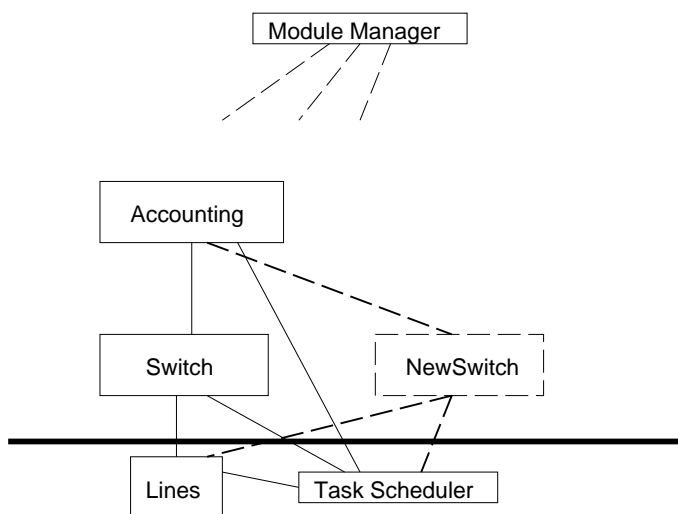 Module Manager
Accounting
Switch
NewSwitch
Lines
Task Scheduler